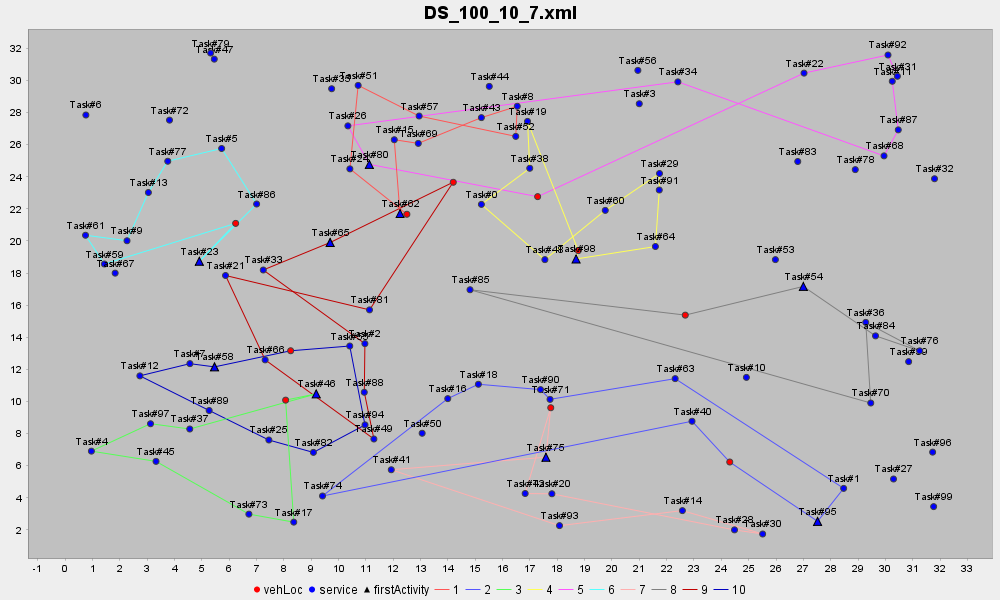 DS_100_10_7.xml
32
30
28
26
24
22
20
18
16
14
12
10
8
6
4
2
Task#79
Task#47
Task#92
Task#56
Task#22
Task#31
Task#11
Task#51
Task#44
Task#34
Task#3
Task#6
Task#72
Task#57
Task#8
Task#43
Task#19
Task#26
Task#15
Task#69
Task#52
Task#87
Task#5
Task#77
Task#80
Task#38
Task#83
Task#68
Task#78
Task#29
Task#91
Task#32
Task#13
Task#86
Task#62
Task#0
Task#60
Task#61
Task#9
Task#65
Task#64
Task#98
Task#59
Task#67
Task#23
Task#21
Task#33
Task#53
Task#54
Task#85
Task#81
Task#36
Task#84
Task#76
Task#2
Task#66
Task#7
Task#58
Task#12
Task#10
Task#63
Task#18
Task#90
Task#71
Task#16
Task#46
Task#88
Task#70
Task#89
Task#97
Task#37
Task#94
Task#49
Task#50
Task#40
Task#4
Task#45
Task#25
Task#82
Task#75
Task#96
Task#41
Task#27
Task#1
Task#74
Task#20
Task#73
Task#17
Task#93
Task#14
Task#95
Task#99
Task#28
Task#30
-1 0 1 2 3 4 5 6 7 8 9 10 11 12 13 14 15 16 17 18 19 20 21 22 23 24 25 26 27 28 29 30 31 32 33
vehLoc service firstActivity 1 2 3 4 5 6 7 8 9 10